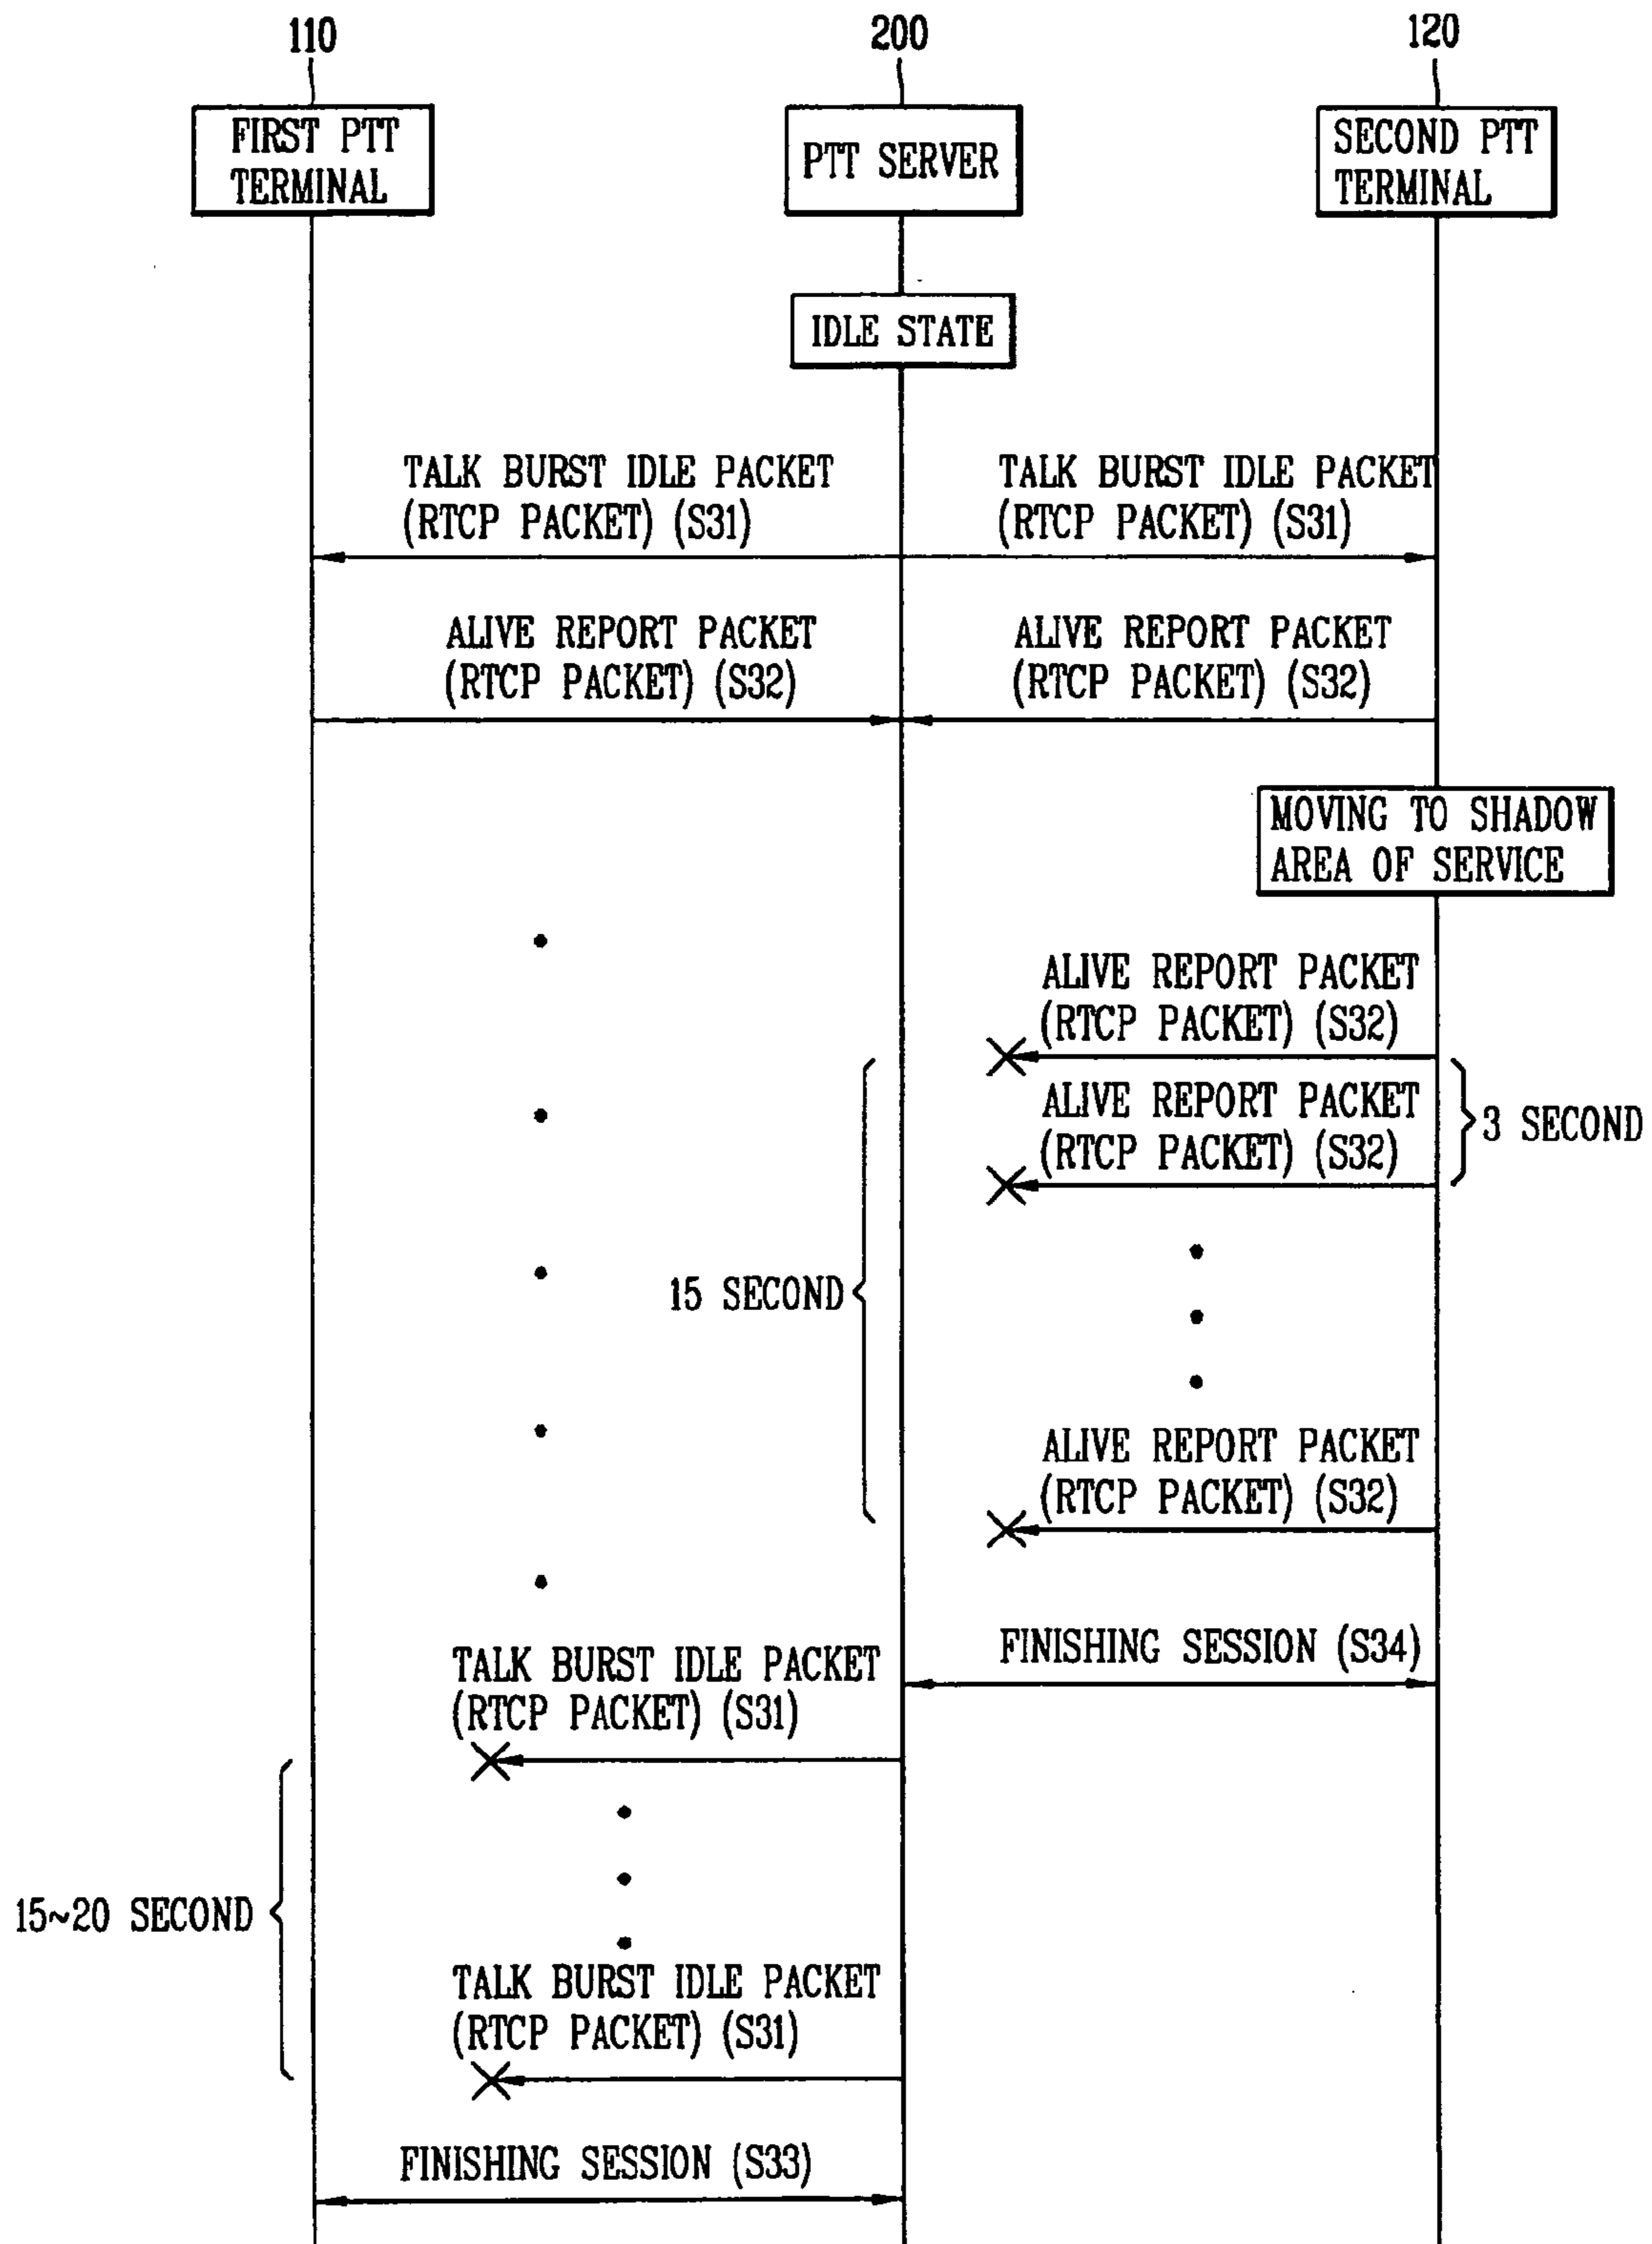 110
200
120
FIRST PTT
TERMINAL
PTT SERVER
SECOND PTT
TERMINAL
IDLE STATE
TALK BURST IDLE PACKET
(RTCP PACKET) (S31)
TALK BURST IDLE PACKET
(RTCP PACKET) (S31)
ALIVE REPORT PACKET
(RTCP PACKET) (S32)
ALIVE REPORT PACKET
(RTCP PACKET) (S32)
MOVING TO SHADOW
AREA OF SERVICE
ALIVE REPORT PACKET
(RTCP PACKET) (S32)
ALIVE REPORT PACKET
(RTCP PACKET) (S32)
3 SECOND
15 SECOND
ALIVE REPORT PACKET
(RTCP PACKET) (S32)
FINISHING SESSION (S34)
TALK BURST IDLE PACKET
(RTCP PACKET) (S31)
15~20 SECOND
TALK BURST IDLE PACKET
(RTCP PACKET) (S31)
FINISHING SESSION (S33)